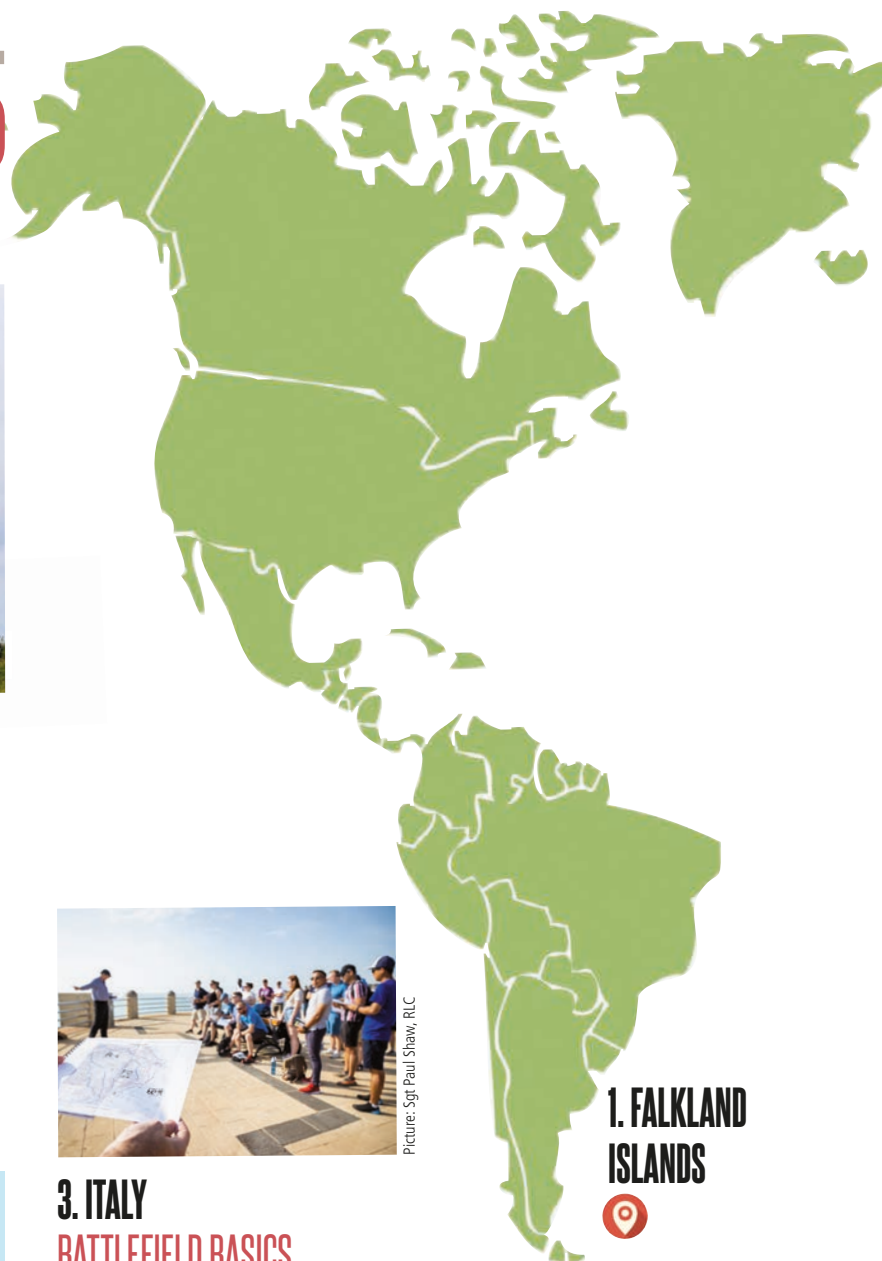 Picture: Sgt Paul Shaw, RLC
1. FALKLAND
ISLANDS
3. ITALY
BATTLEFIELD BASICS